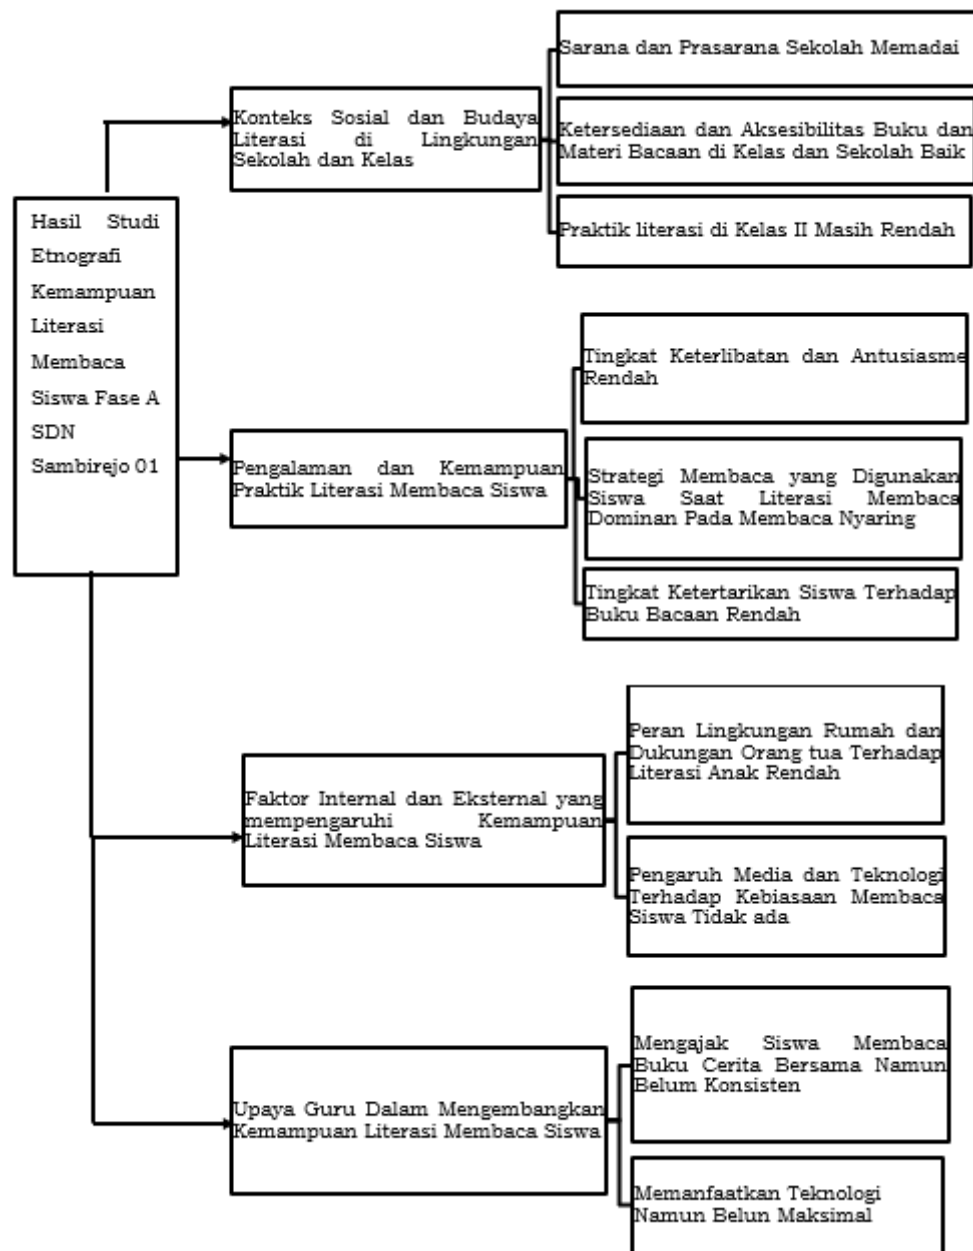 Hasil Studi
Etnografi
Kemampuan
Literasi
Membaca
Siswa Fase A
SDN
Sambirejo 01
Konteks Sosial dan Budaya
Literasi di Lingkungan
Sekolah dan Kelas
Sarana dan Prasarana Sekolah Memadai
Ketersediaan dan Aksesibilitas Buku dan
Materi Bacaan di Kelas dan Sekolah Baik
Praktik literasi di Kelas II Masih Rendah
Pengalaman dan Kemampuan
Praktik Literasi Membaca Siswa
Tingkat Keterlibatan dan Antusiasme
Rendah
Strategi Membaca yang Digunakan
Siswa Saat Literasi Membaca
Dominan Pada Membaca Nyaring
Tingkat Ketertarikan Siswa Terhadap
Buku Bacaan Rendah
Faktor Internal dan Eksternal yang
mempengaruhi Kemampuan
Literasi Membaca Siswa
Peran Lingkungan Rumah dan
Dukungan Orang tua Terhadap
Literasi Anak Rendah
Pengaruh Media dan Teknologi
Terhadap Kebiasaan Membaca
Siswa Tidak ada
Upaya Guru Dalam Mengembangkan
Kemampuan Literasi Membaca Siswa
Mengajak Siswa Membaca
Buku Cerita Bersama Namun
Belum Konsisten
Memanfaatkan Teknologi
Namun Belun Maksimal